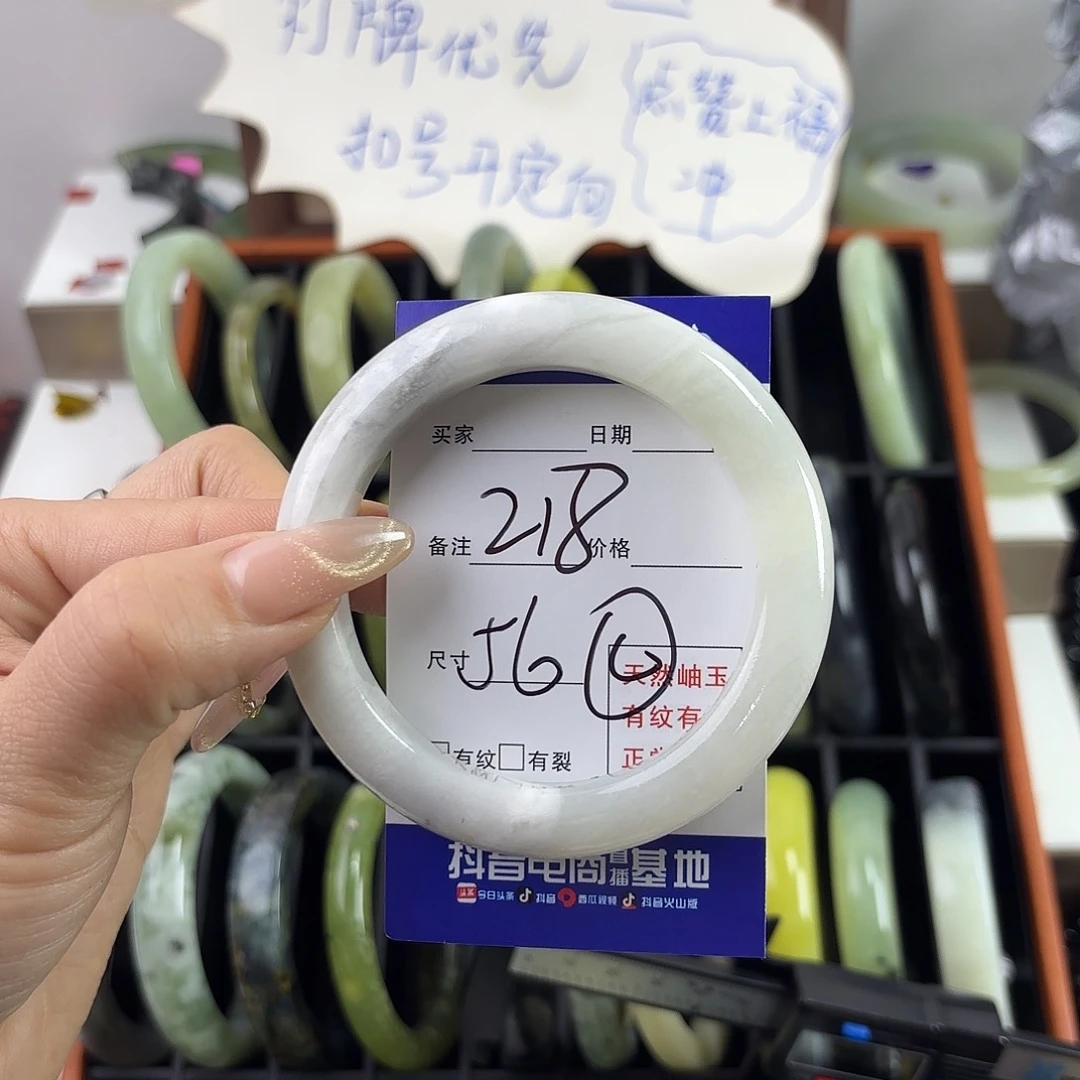 灯牌优先
点赞上福
扣号开定向
冲
买家 日期
218
备注 价格
尺寸 56
天然岫玉
有纹有
有纹 有裂
抖音电商直播基地
今日头条 抖音 西瓜视频 抖音火山版